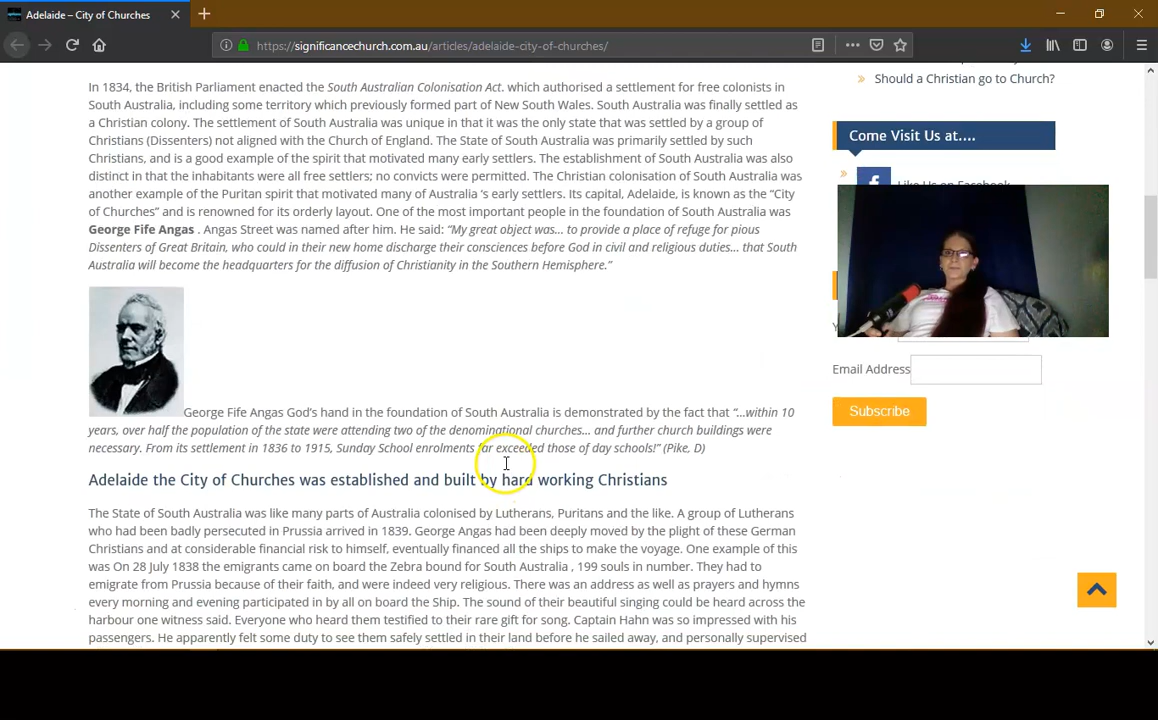 Adelaide – City of Churches
https://significancechurch.com.au/articles/adelaide-city-of-churches/
In 1834, the British Parliament enacted the South Australian Colonisation Act. which authorised a settlement for free colonists in
South Australia, including some territory which previously formed part of New South Wales. South Australia was finally settled as
a Christian colony. The settlement of South Australia was unique in that it was the only state that was settled by a group of
Christians (Dissenters) not aligned with the Church of England. The State of South Australia was primarily settled by such
Christians, and is a good example of the spirit that motivated many early settlers. The establishment of South Australia was also
distinct in that the inhabitants were all free settlers; no convicts were permitted. The Christian colonisation of South Australia was
another example of the Puritan spirit that motivated many of Australia 's early settlers. Its capital, Adelaide, is known as the “City
of Churches” and is renowned for its orderly layout. One of the most important people in the foundation of South Australia was
George Fife Angas . Angas Street was named after him. He said: “My great object was... to provide a place of refuge for pious
Dissenters of Great Britain, who could in their new home discharge their consciences before God in civil and religious duties... that South
Australia will become the headquarters for the diffusion of Christianity in the Southern Hemisphere.”
George Fife Angas God's hand in the foundation of South Australia is demonstrated by the fact that “...within 10
years, over half the population of the state were attending two of the denominational churches... and further church buildings were
necessary. From its settlement in 1836 to 1915, Sunday School enrolments far exceeded those of day schools!” (Pike, D)
Adelaide the City of Churches was established and built by hard working Christians
The State of South Australia was like many parts of Australia colonised by Lutherans, Puritans and the like. A group of Lutherans
who had been badly persecuted in Prussia arrived in 1839. George Angas had been deeply moved by the plight of these German
Christians and at considerable financial risk to himself, eventually financed all the ships to make the voyage. One example of this
was On 28 July 1838 the emigrants came on board the Zebra bound for South Australia , 199 souls in number. They had to
emigrate from Prussia because of their faith, and were indeed very religious. There was an address as well as prayers and hymns
every morning and evening participated in by all on board the Ship. The sound of their beautiful singing could be heard across the
harbour one witness said. Everyone who heard them testified to their rare gift for song. Captain Hahn was so impressed with his
passengers. He apparently felt some duty to see them safely settled in their land before he sailed away, and personally supervised
Should a Christian go to Church?
Come Visit Us at....
Like Us on Facebook
Email Address
Subscribe